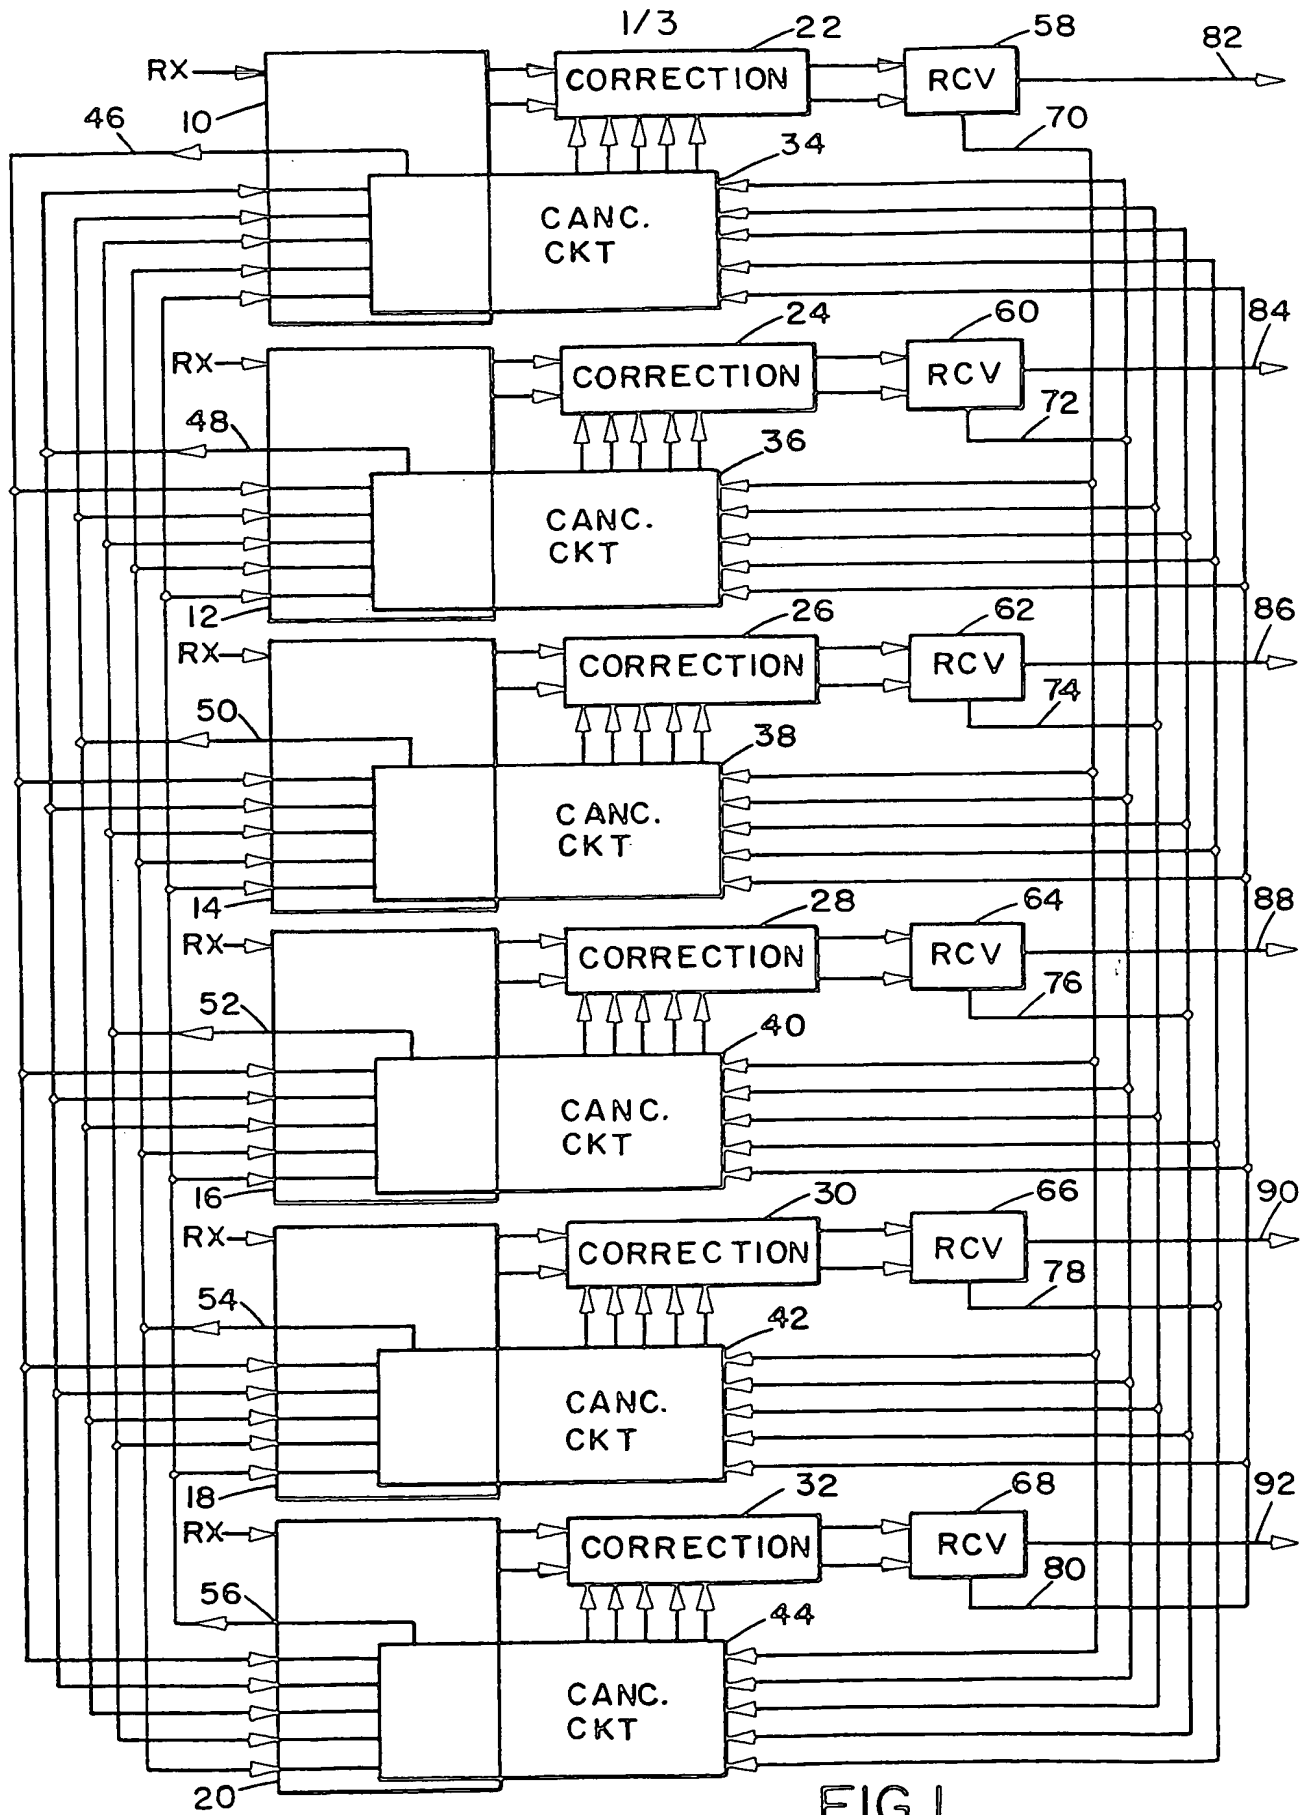 1/3
22
58
82
RX
CORRECTION
RCV
10
46
70
34
CANC.
CKT
24
60
84
RX
CORRECTION
RCV
48
72
36
CANC.
CKT
12
26
62
86
RX
CORRECTION
RCV
50
74
38
CANC.
CKT
14
28
64
88
RX
CORRECTION
RCV
52
76
40
CANC.
CKT
16
30
66
90
RX
CORRECTION
RCV
54
78
42
CANC.
CKT
18
32
68
92
RX
CORRECTION
RCV
56
80
44
CANC.
CKT
20
FIG.1